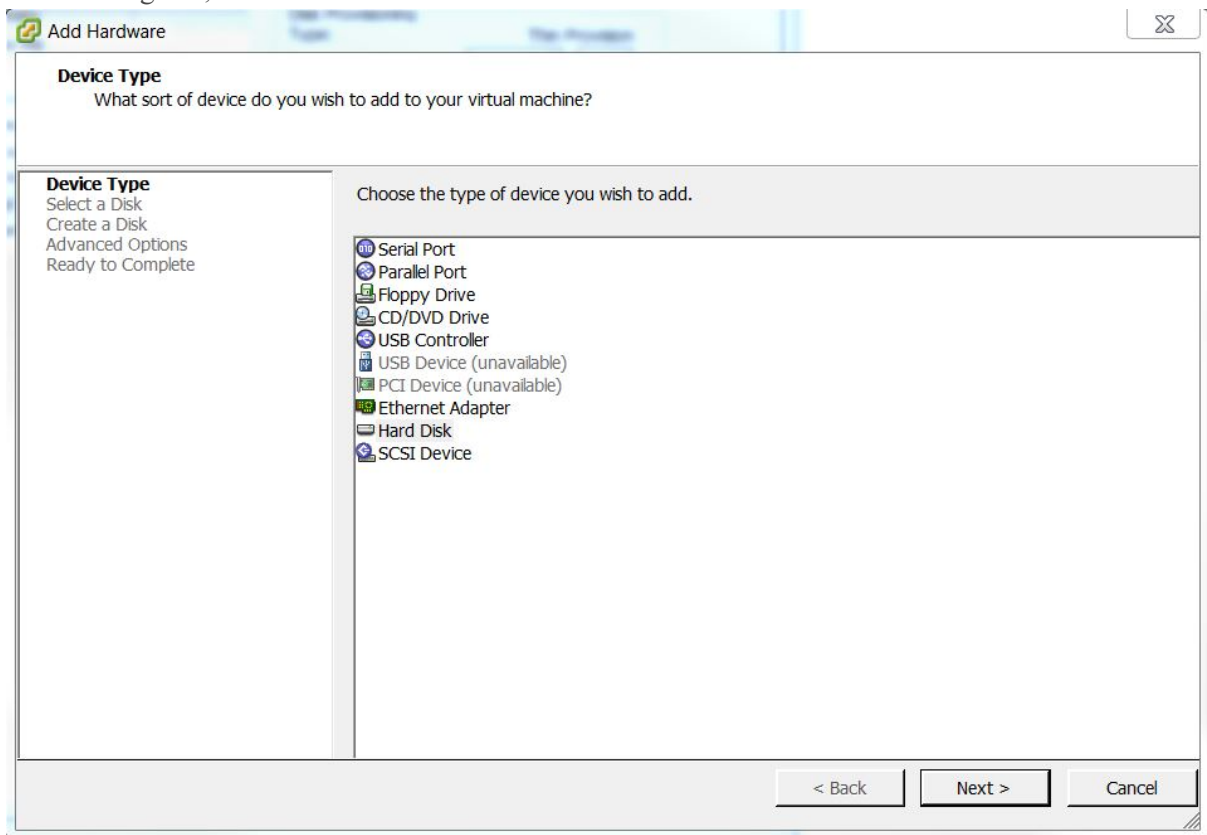 Add Hardware
Device Type
What sort of device do you wish to add to your virtual machine?
Device Type
Select a Disk
Create a Disk
Advanced Options
Ready to Complete
Choose the type of device you wish to add.
Serial Port
Parallel Port
Floppy Drive
CD/DVD Drive
USB Controller
USB Device (unavailable)
PCI Device (unavailable)
Ethernet Adapter
Hard Disk
SCSI Device
< Back
Next >
Cancel